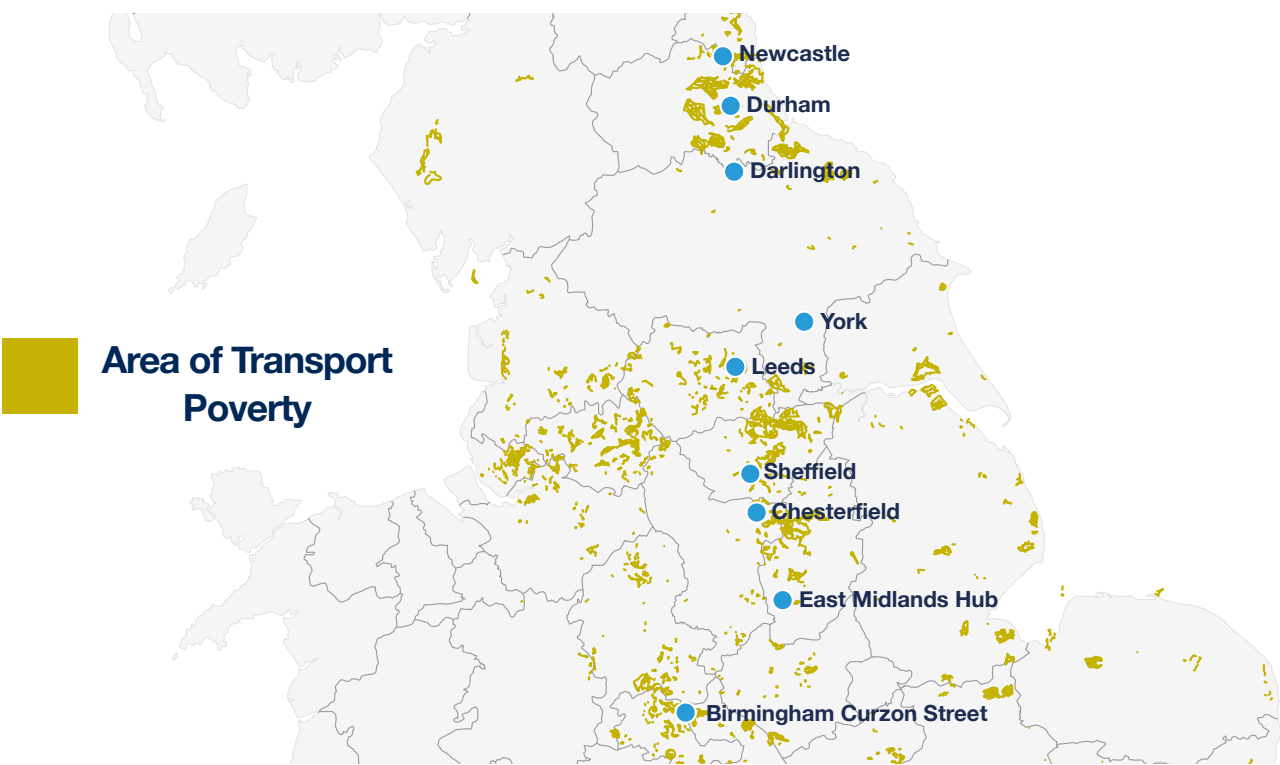 Newcastle
Durham
Darlington
York
Area of Transport
Poverty
Leeds
Sheffield
Chesterfield
East Midlands Hub
Birmingham Curzon Street